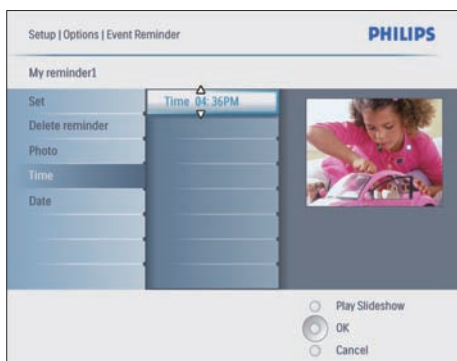 Setup | Options | Event Reminder
PHILIPS
My reminder1
Set
Time 04:36PM
Delete reminder
Photo
Time
Date
Play Slideshow
OK
Cancel